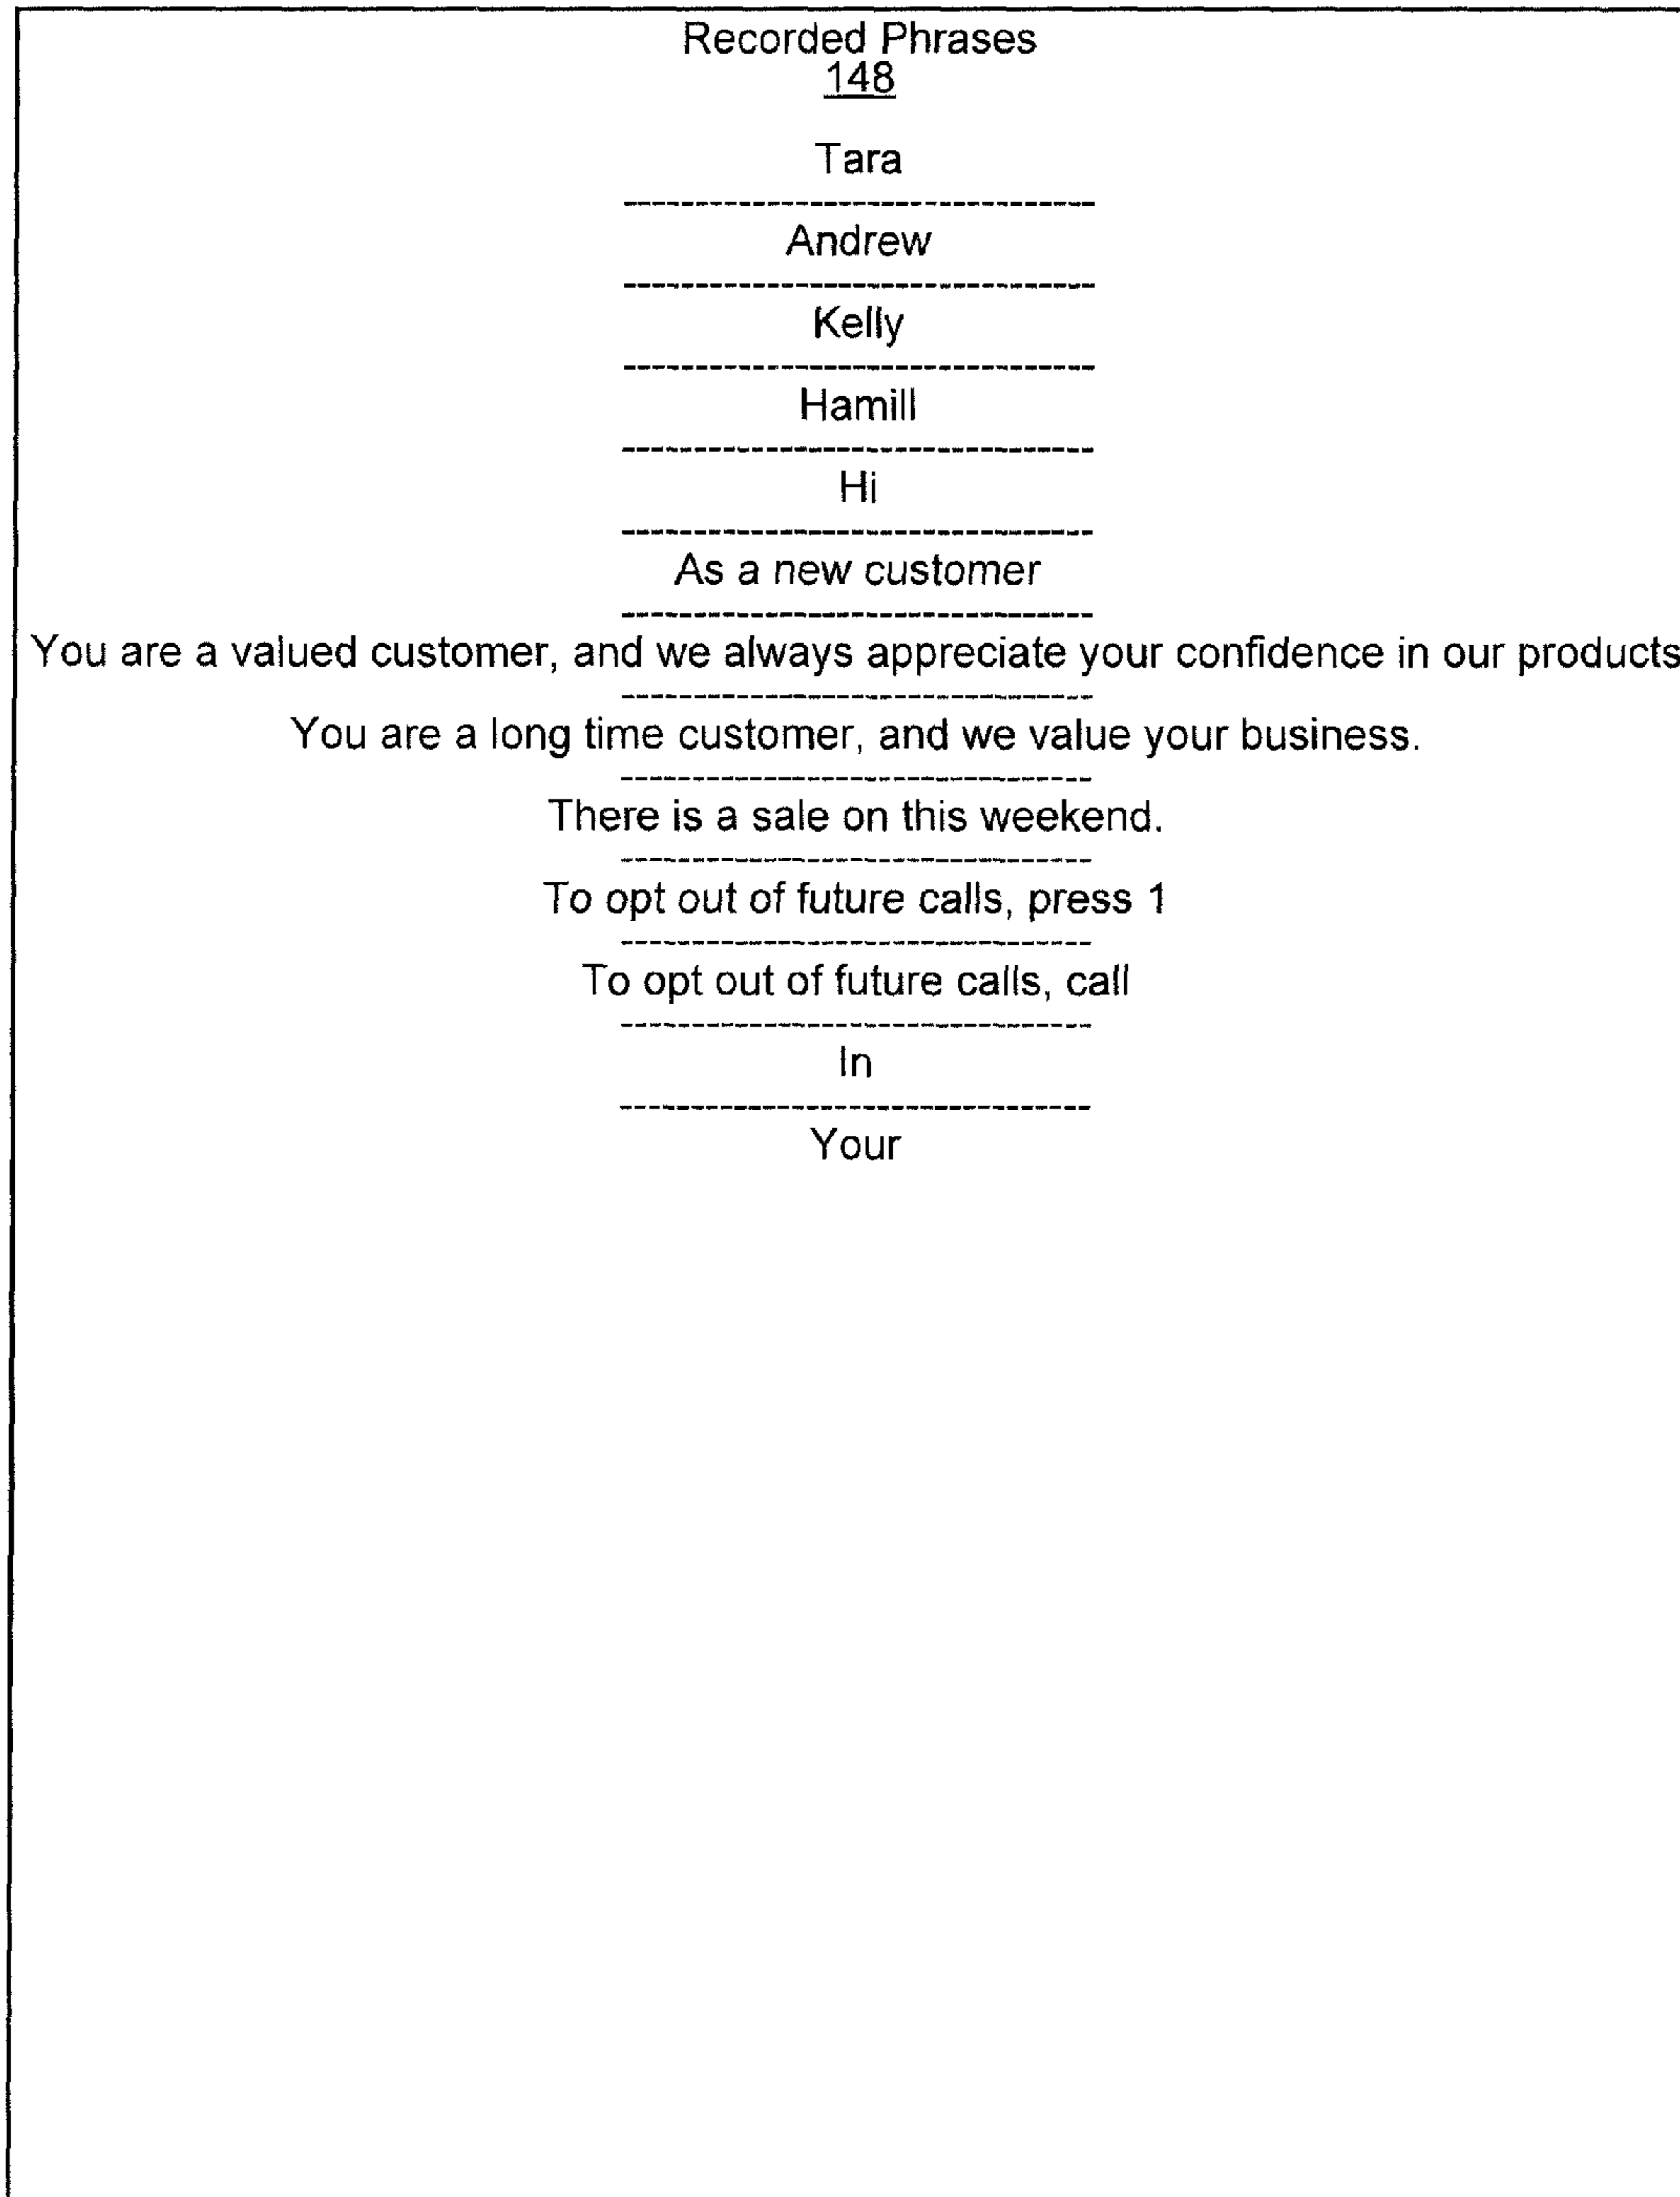 Recorded Phrases
148
Tara
--------------------------------
Andrew
--------------------------------
Kelly
--------------------------------
Hamill
--------------------------------
Hi
--------------------------------
As a new customer
--------------------------------
You are a valued customer, and we always appreciate your confidence in our products
--------------------------------
You are a long time customer, and we value your business.
--------------------------------
There is a sale on this weekend.
--------------------------------
To opt out of future calls, press 1
--------------------------------
To opt out of future calls, call
--------------------------------
In
--------------------------------
Your